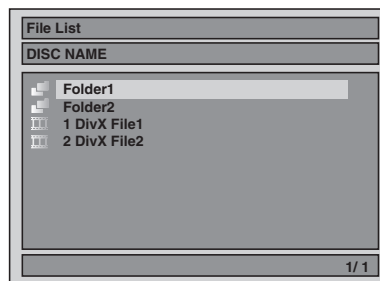 File List
DISC NAME
Folder1
Folder2
1 DivX File1
2 DivX File2
1/ 1